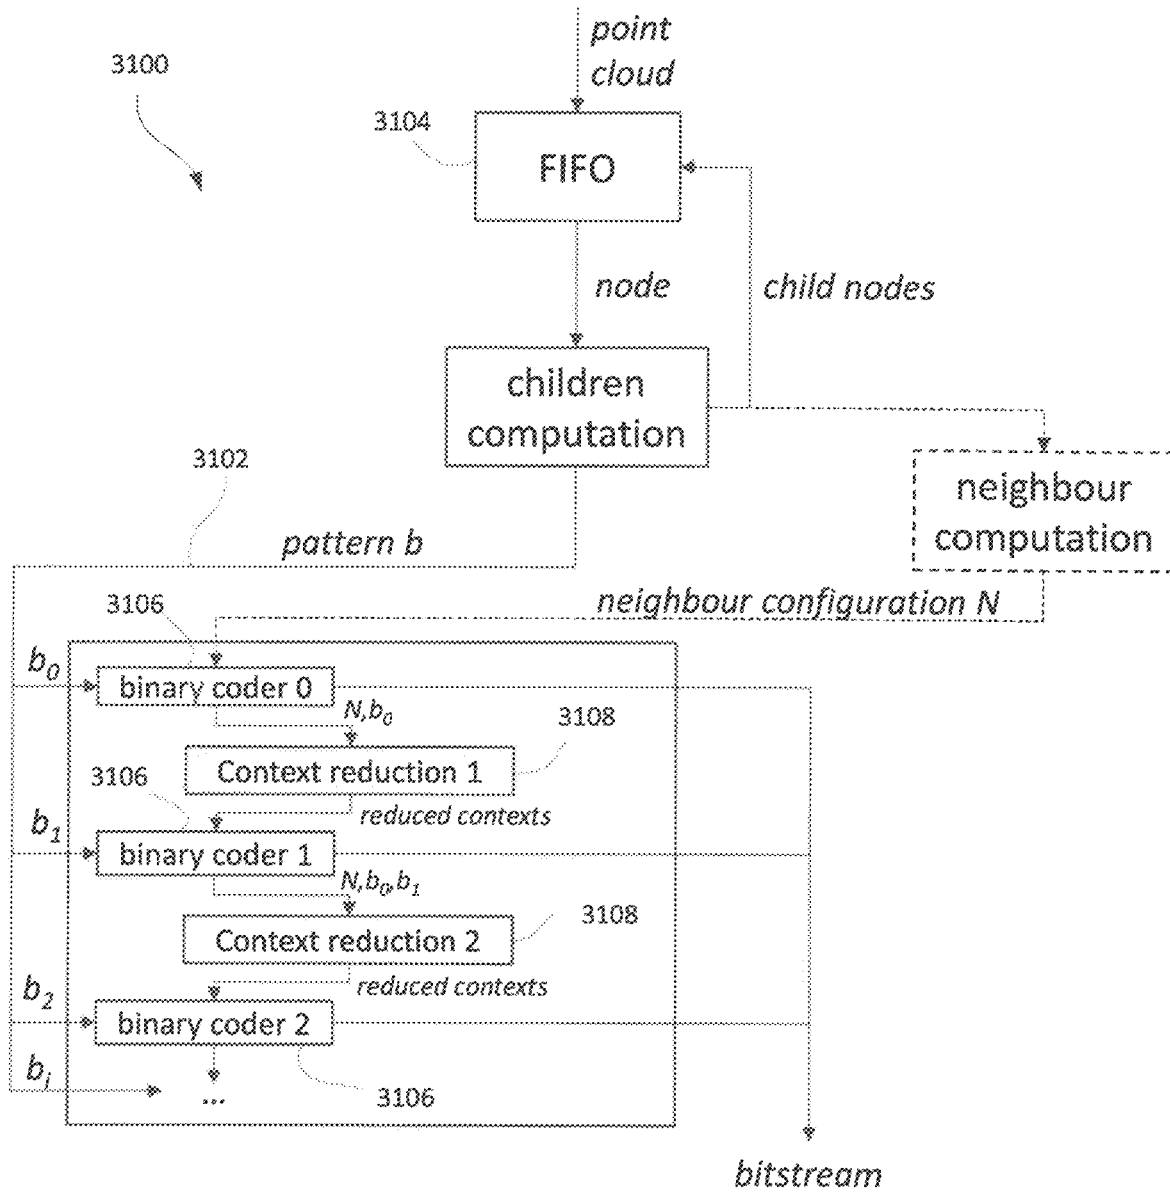 point
cloud
3100
3104
FIFO
node
child nodes
children
computation
3102
neighbour
computation
pattern b
neighbour configuration N
3106
b0
binary coder 0
N,b0
3108
Context reduction 1
3106
reduced contexts
b1
binary coder 1
N,b0,b1
3108
Context reduction 2
reduced contexts
b2
binary coder 2
bi
...
3106
bitstream